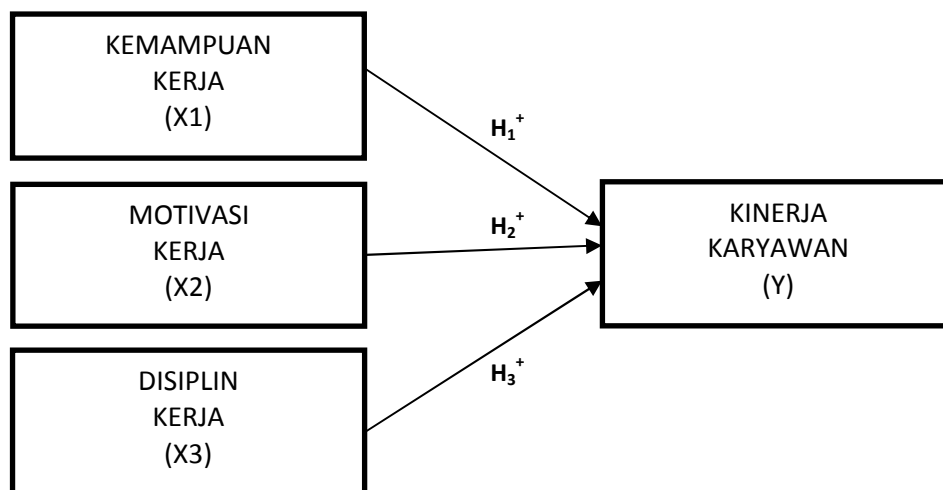 KEMAMPUAN
KERJA
(X1)
H₁⁺
MOTIVASI
KERJA
(X2)
H₂⁺
KINERJA
KARYAWAN
(Y)
DISIPLIN
KERJA
(X3)
H₃⁺